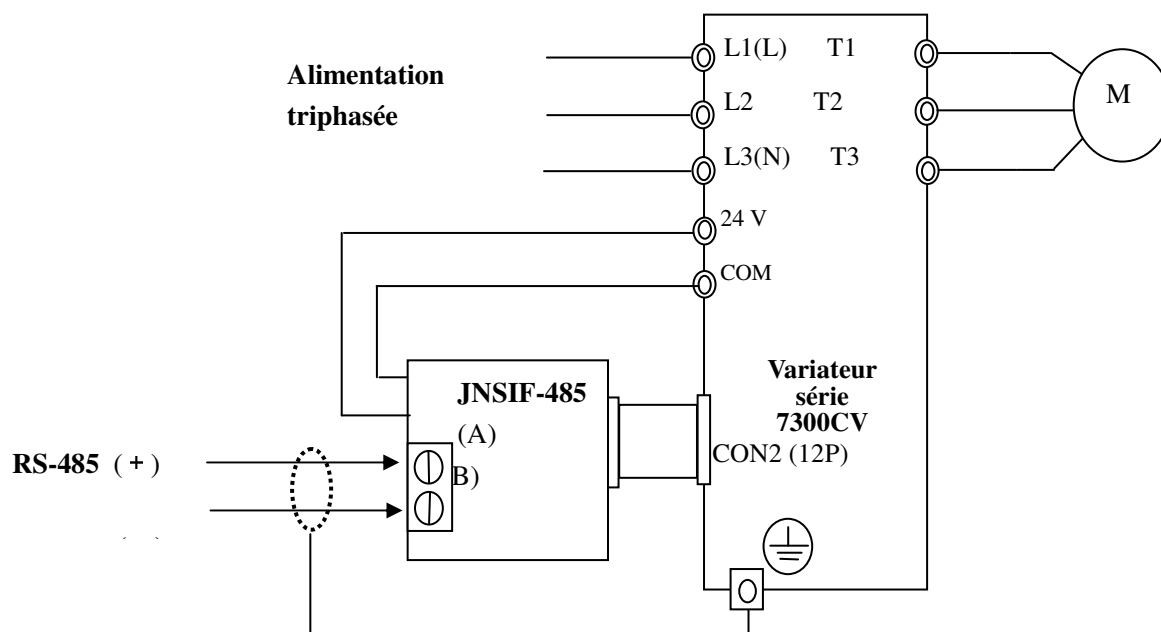 Alimentation
triphasée
L1(L) T1
L2 T2
L3(N) T3
M
24 V
COM
Variateur
série
7300CV
JNSIF-485
(A)
B)
CON2 (12P)
RS-485 (+)